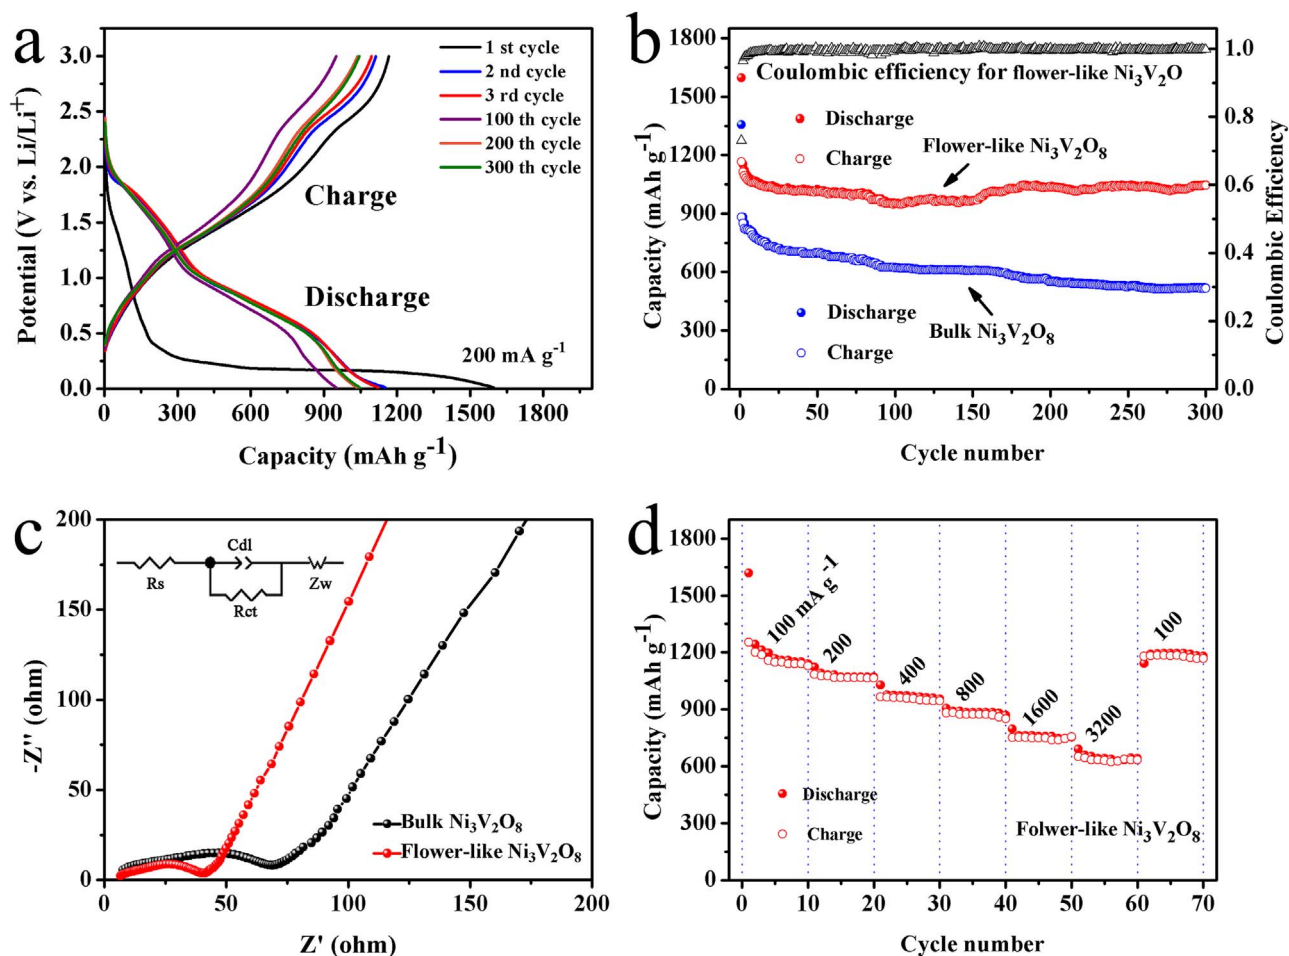 a
3.0
2.5
2.0
1.5
1.0
0.5
0.0
Potential (V vs. Li/Li⁺)
1 st cycle
2 nd cycle
3 rd cycle
100 th cycle
200 th cycle
300 th cycle
Charge
Discharge
200 mA g⁻¹
0 300 600 900 1200 1500 1800
Capacity (mAh g⁻¹)
b
1800
1500
1200
900
600
300
0
Capacity (mAh g⁻¹)
Coulombic efficiency for flower-like Ni₃V₂O
Discharge
Charge
Flower-like Ni₃V₂O₈
Discharge
Charge
Bulk Ni₃V₂O₈
1.0
0.8
0.6
0.4
0.2
0.0
Coulombic Efficiency
0 50 100 150 200 250 300
Cycle number
c
200
150
100
50
0
-Z'' (ohm)
Rs
Cdl
Rct
Zw
Bulk Ni₃V₂O₈
Flower-like Ni₃V₂O₈
0 50 100 150 200
Z' (ohm)
d
1800
1500
1200
900
600
300
0
Capacity (mAh g⁻¹)
100 mA g⁻¹
200
400
800
1600
3200
100
Discharge
Charge
Folwer-like Ni₃V₂O₈
0 10 20 30 40 50 60 70
Cycle number